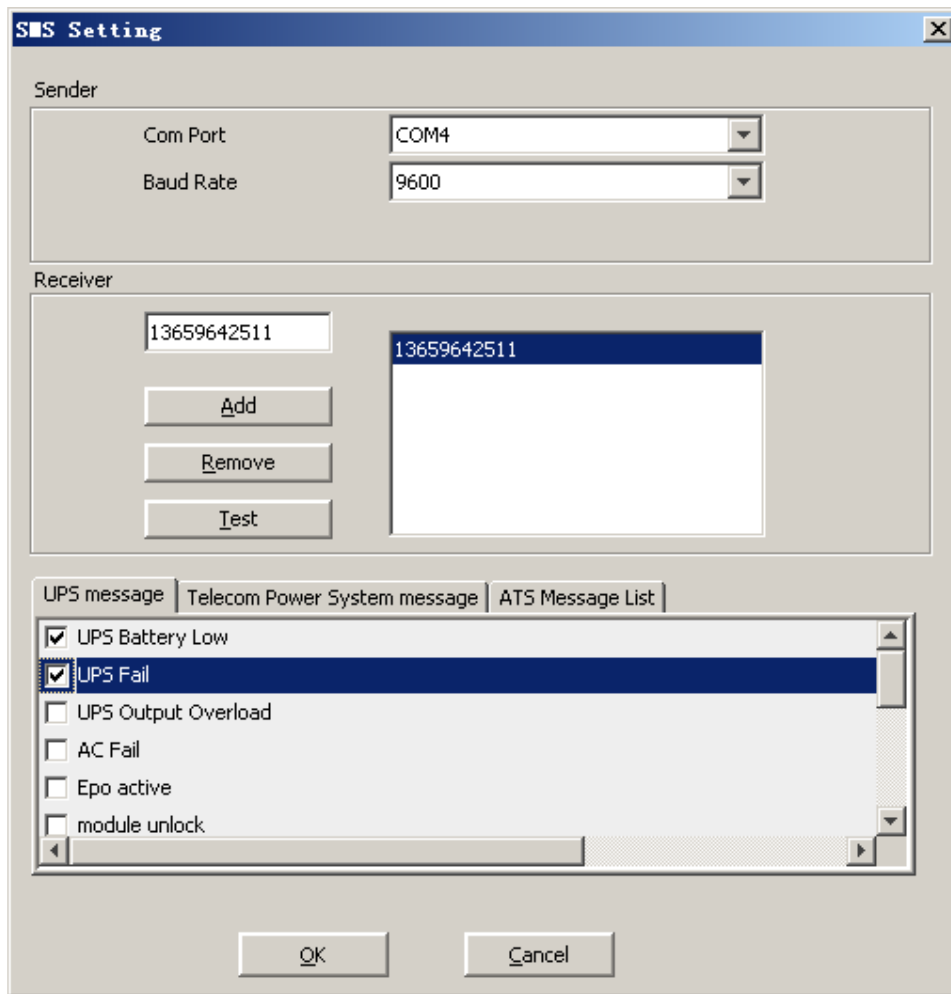 SMS Setting
Sender
Com Port
COM4
Baud Rate
9600
Receiver
13659642511
13659642511
Add
Remove
Test
UPS message
Telecom Power System message
ATS Message List
UPS Battery Low
UPS Fail
UPS Output Overload
AC Fail
Epo active
module unlock
OK
Cancel